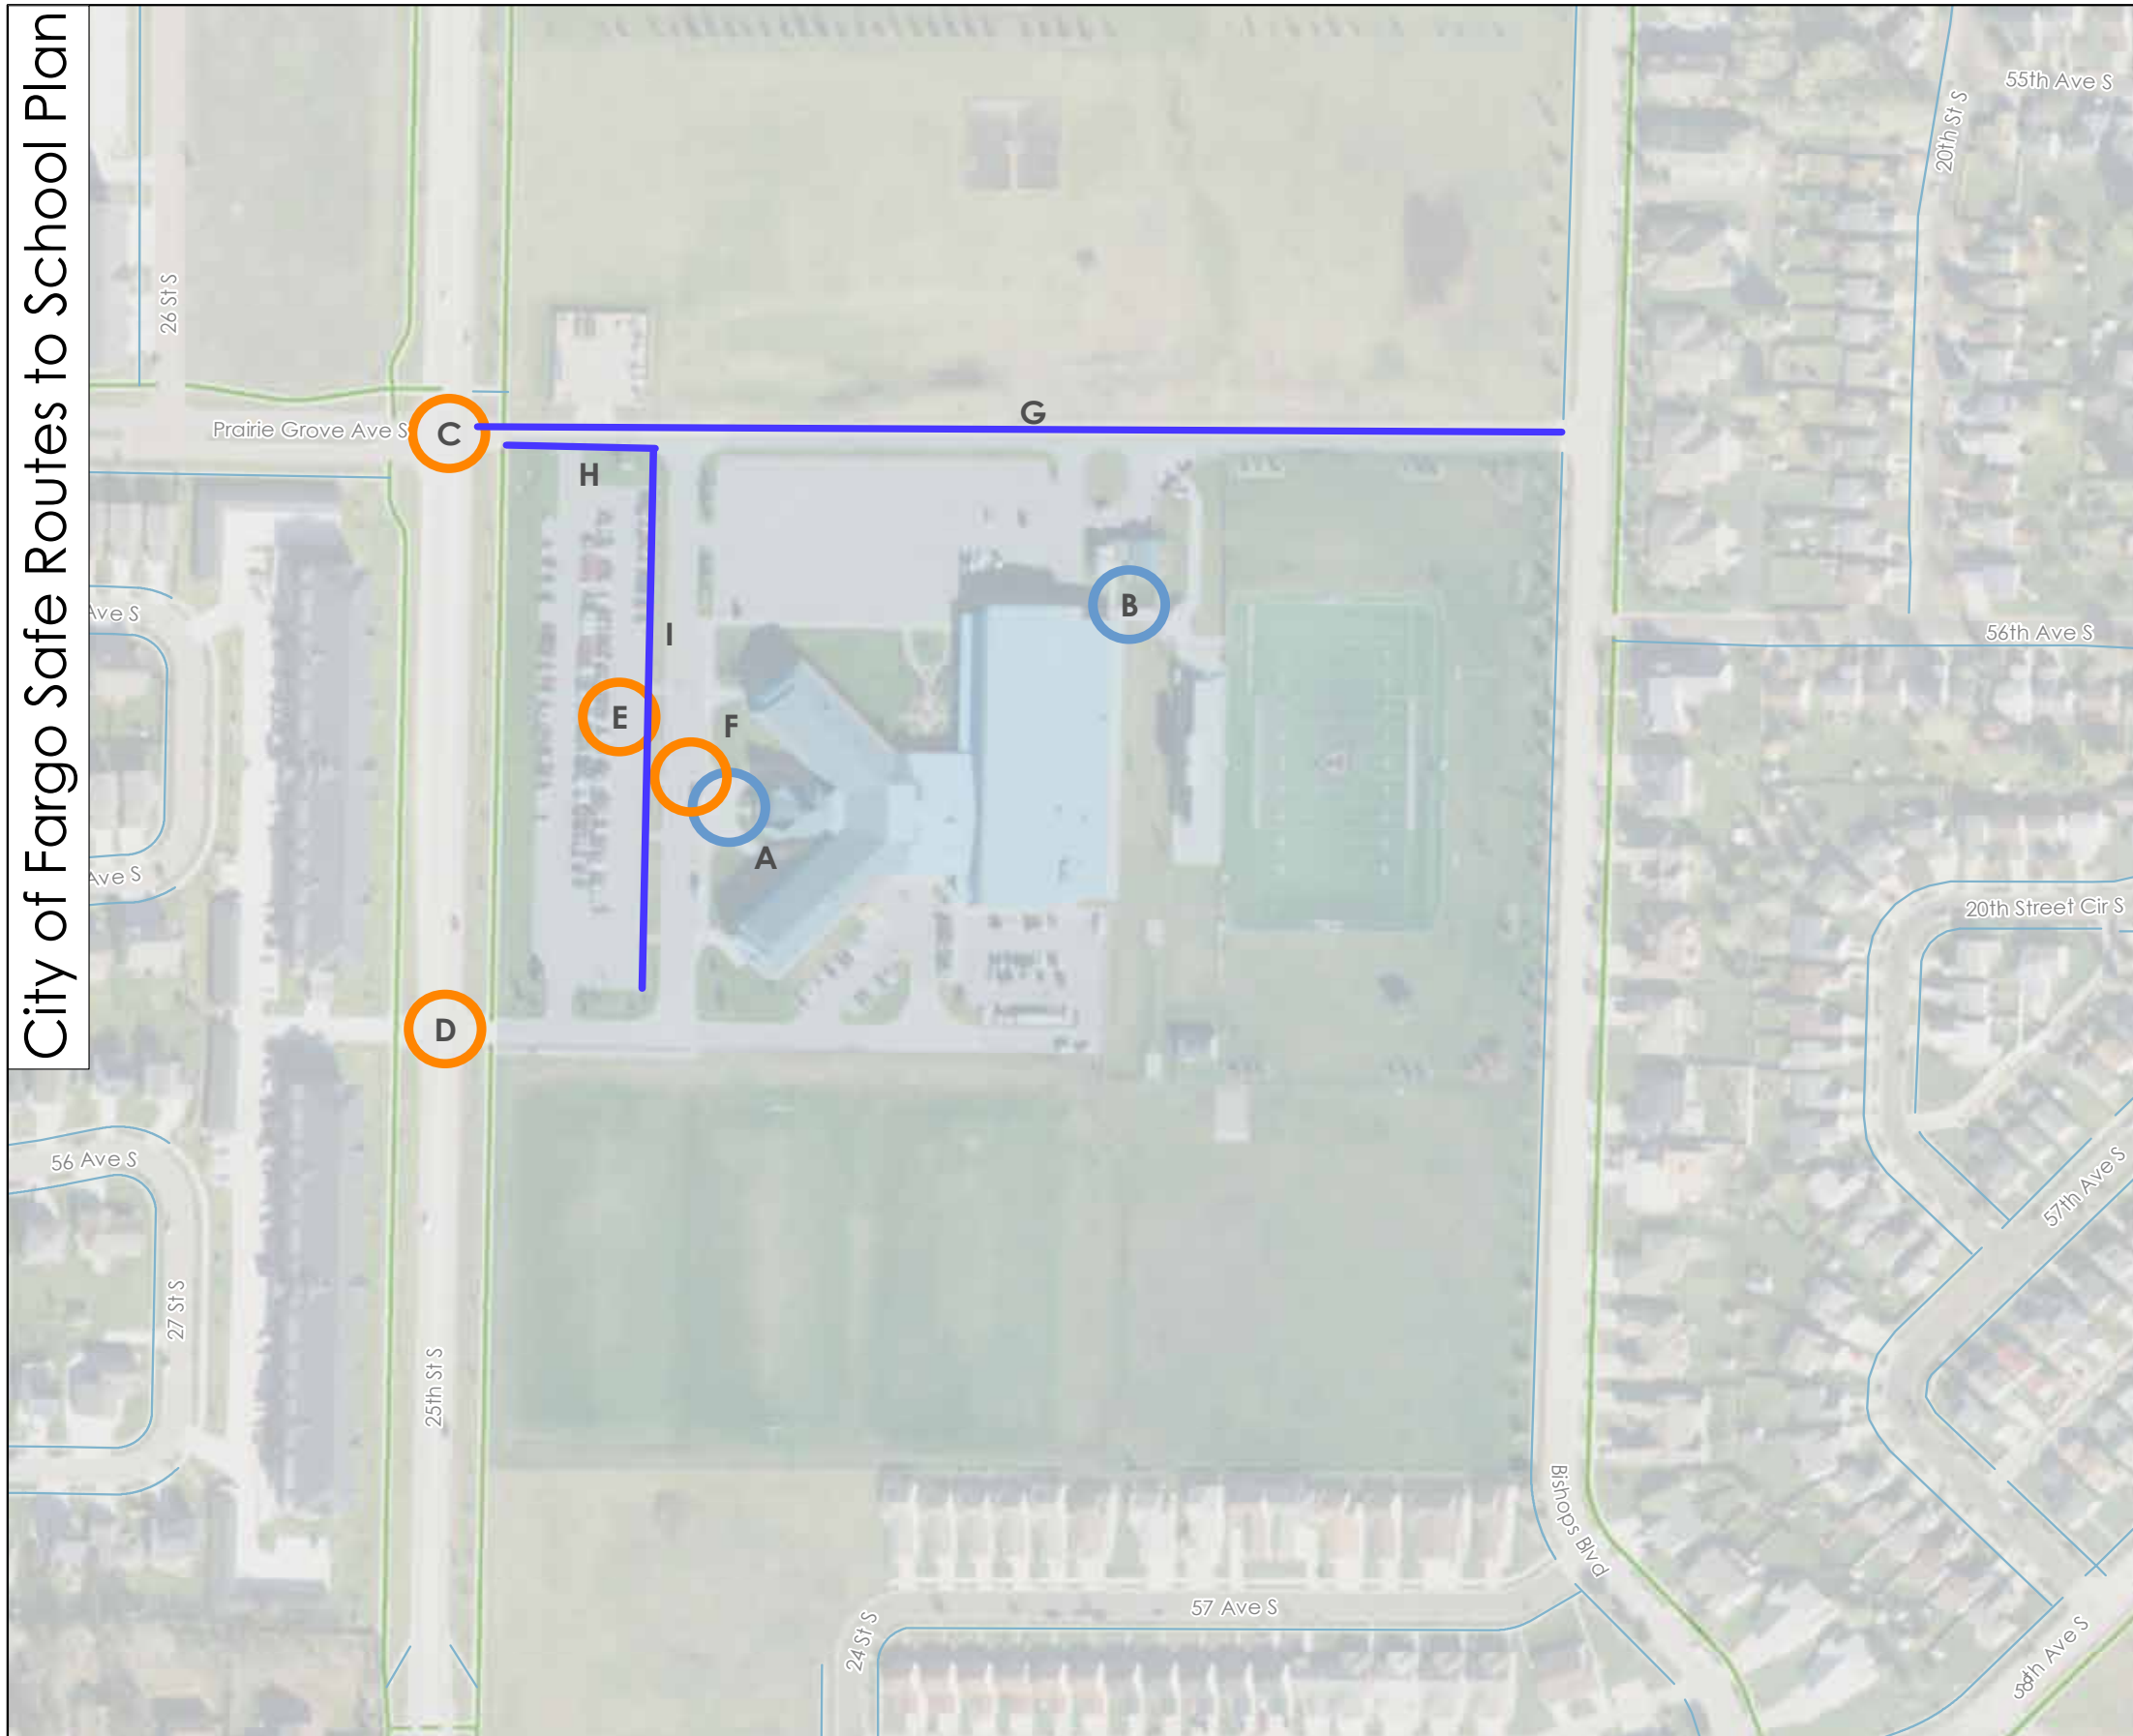 City of Fargo Safe Routes to School Plan
55th Ave S
20th St S
26 St S
G
Prairie Grove Ave S
C
H
B
Ave S
I
56th Ave S
E
F
A
Ave S
20th Street Cir S
D
56 Ave S
57th Ave S
27 St S
25th St S
Bishops Blvd
57 Ave S
24 St S
58th Ave S